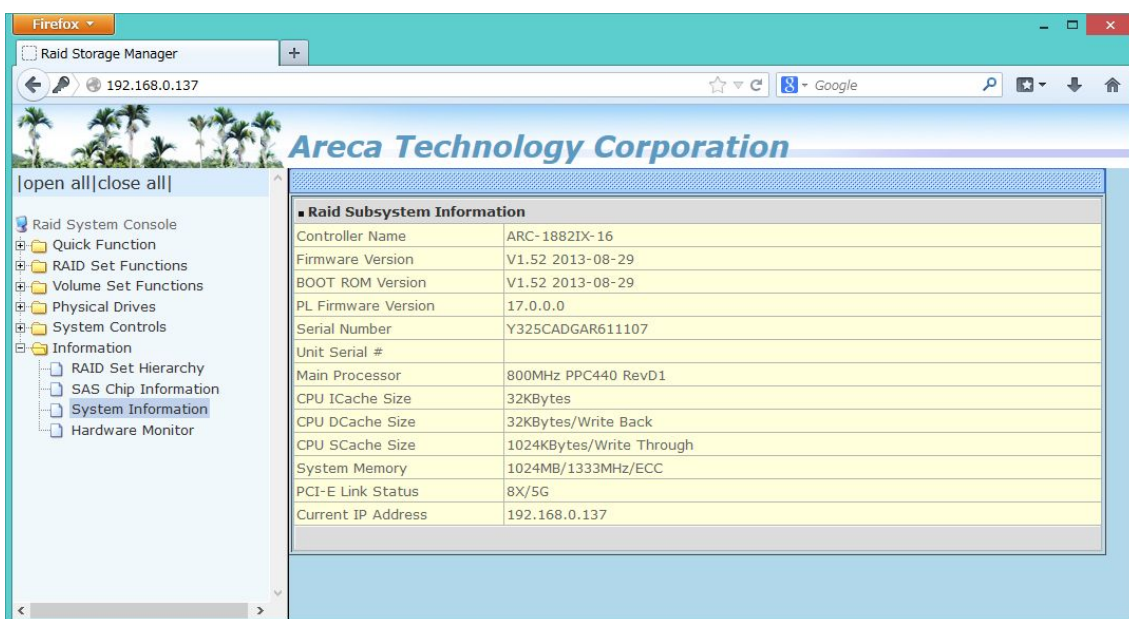 Firefox
Raid Storage Manager
192.168.0.137
Google
Areca Technology Corporation
|open all|close all|
Raid System Console
Quick Function
RAID Set Functions
Volume Set Functions
Physical Drives
System Controls
Information
RAID Set Hierarchy
SAS Chip Information
System Information
Hardware Monitor
Raid Subsystem Information
Controller Name ARC-1882IX-16
Firmware Version V1.52 2013-08-29
BOOT ROM Version V1.52 2013-08-29
PL Firmware Version 17.0.0.0
Serial Number Y325CADGAR611107
Unit Serial #
Main Processor 800MHz PPC440 RevD1
CPU ICache Size 32KBytes
CPU DCache Size 32KBytes/Write Back
CPU SCache Size 1024KBytes/Write Through
System Memory 1024MB/1333MHz/ECC
PCI-E Link Status 8X/5G
Current IP Address 192.168.0.137